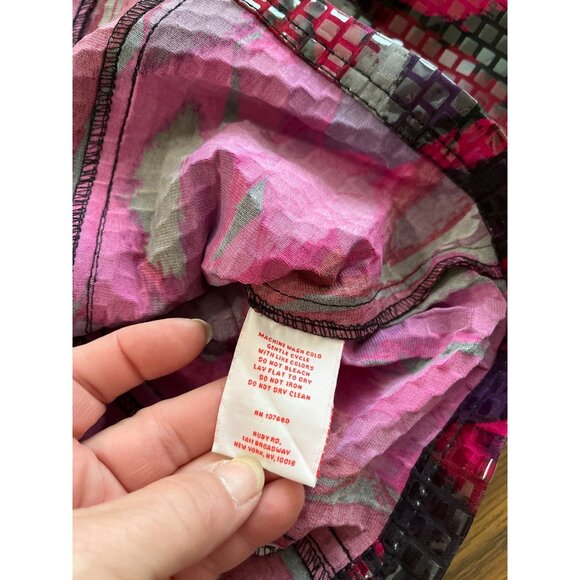 MACHINE WASH COLD
GENTLE CYCLE
WITH LIKE COLORS
DO NOT BLEACH
LAY FLAT TO DRY
DO NOT IRON
DO NOT DRY CLEAN
RN 107680
RUBY RD.
1411 BROADWAY
NEW YORK, NY, 10018